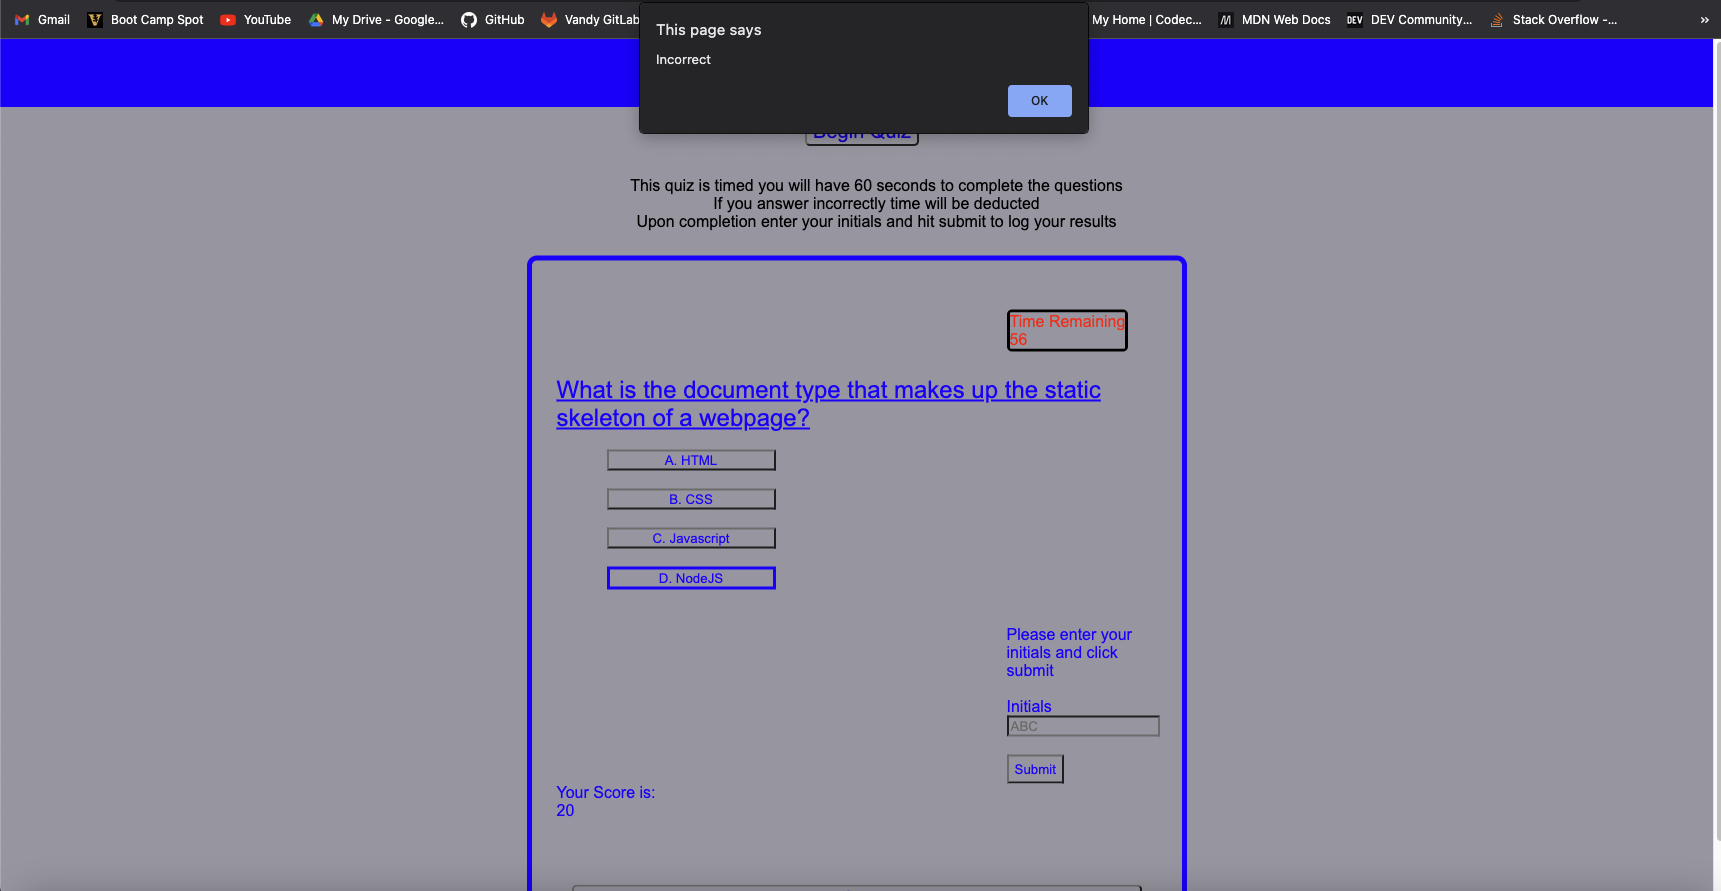 Gmail
Boot Camp Spot
YouTube
My Drive - Google...
GitHub
Vandy GitLab
My Home | Codec...
MDN Web Docs
DEV
DEV Community...
Stack Overflow -...
»
This page says
Incorrect
OK
Begin Quiz
This quiz is timed you will have 60 seconds to complete the questions
If you answer incorrectly time will be deducted
Upon completion enter your initials and hit submit to log your results
Time Remaining
56
What is the document type that makes up the static
skeleton of a webpage?
A. HTML
B. CSS
C. Javascript
D. NodeJS
Please enter your
initials and click
submit
Initials
ABC
Submit
Your Score is:
20